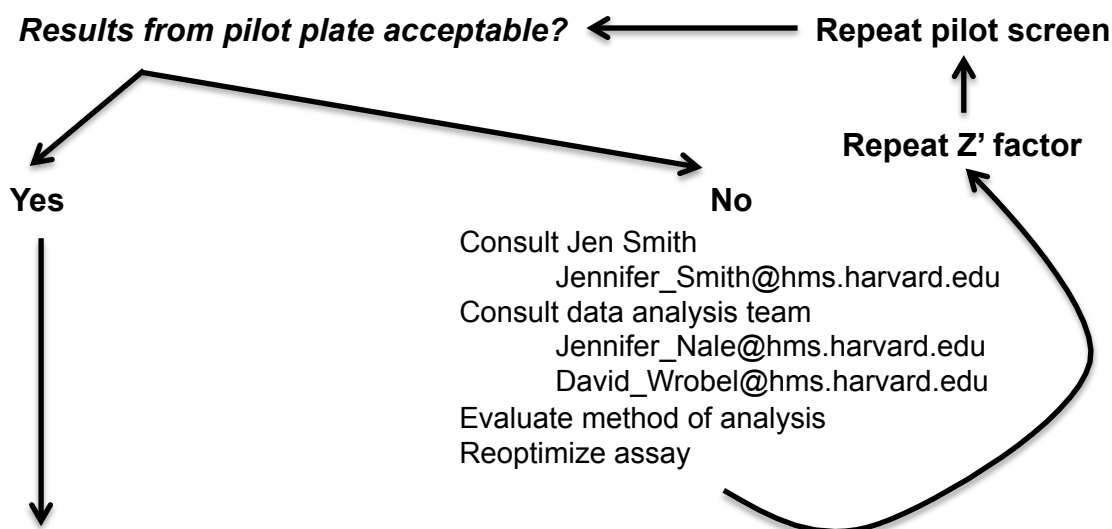 Results from pilot plate acceptable?
Repeat pilot screen
Repeat Z’ factor
Yes
No
Consult Jen Smith
Jennifer_Smith@hms.harvard.edu
Consult data analysis team
Jennifer_Nale@hms.harvard.edu
David_Wrobel@hms.harvard.edu
Evaluate method of analysis
Reoptimize assay